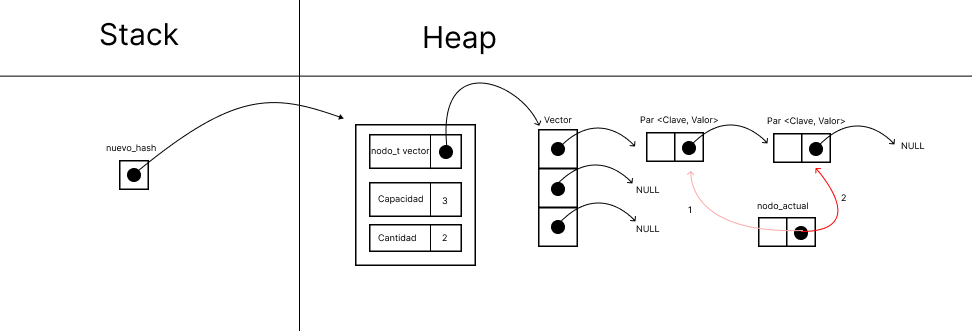 Stack
Heap
nuevo_hash
nodo_t vector
Capacidad
3
Cantidad
2
Vector
NULL
NULL
Par <Clave, Valor>
Par <Clave, Valor>
NULL
nodo_actual
1
2